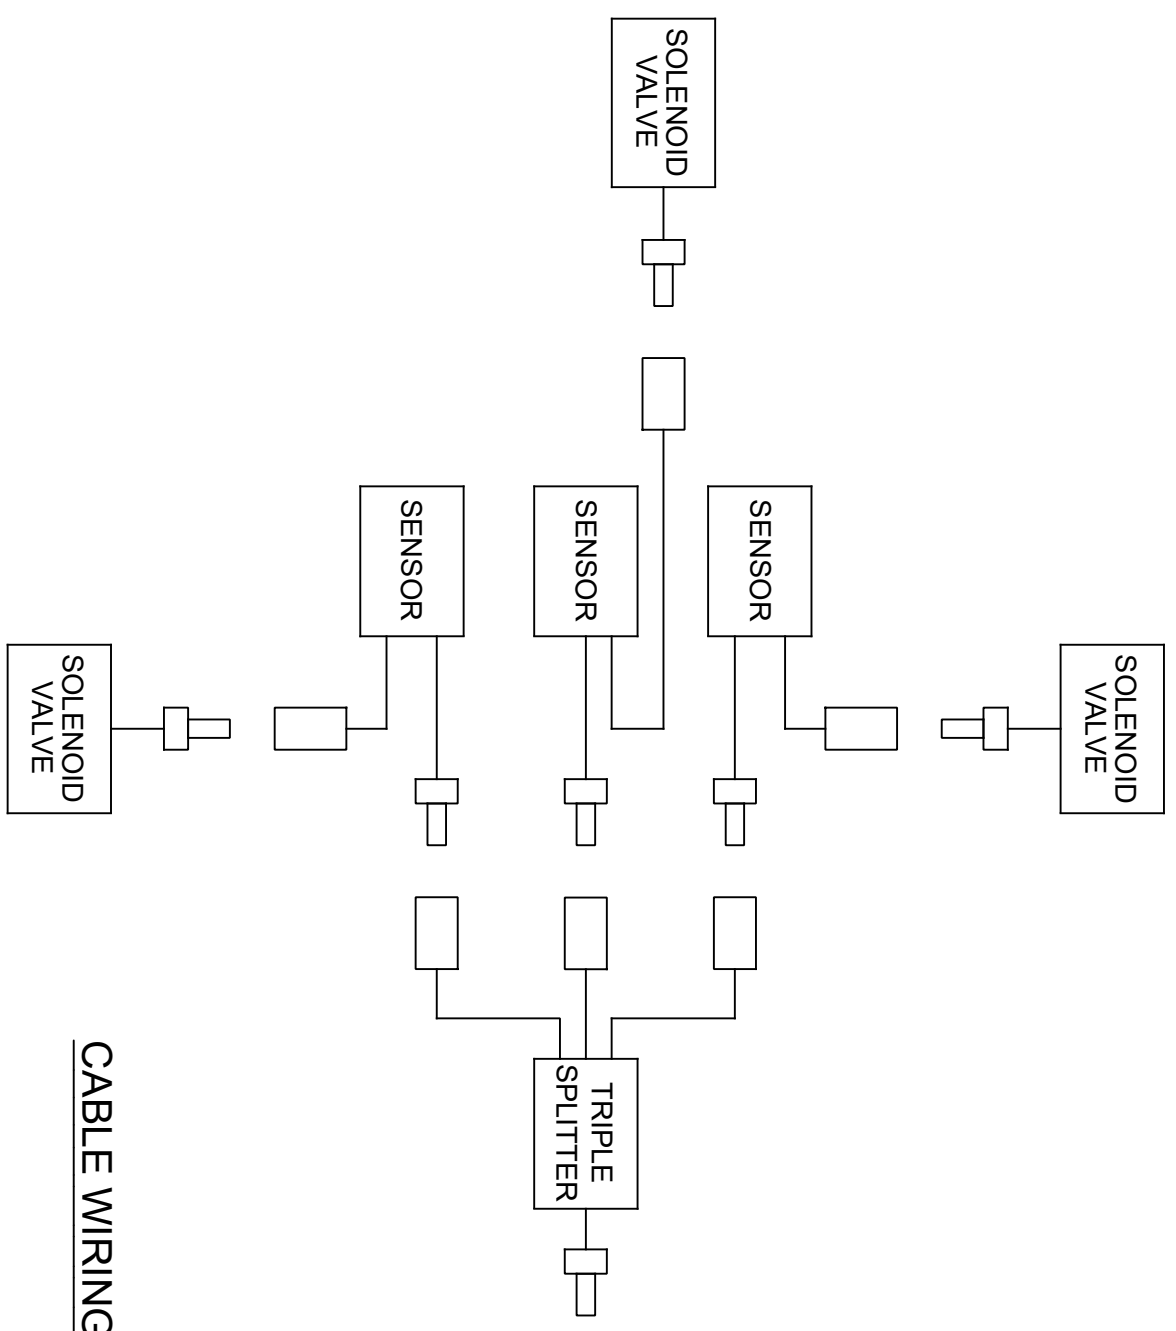 SOLENOID
VALVE
SENSOR
SENSOR
SENSOR
SOLENOID
VALVE
SOLENOID
VALVE
TRIPLE
SPLITTER
CABLE WIRING